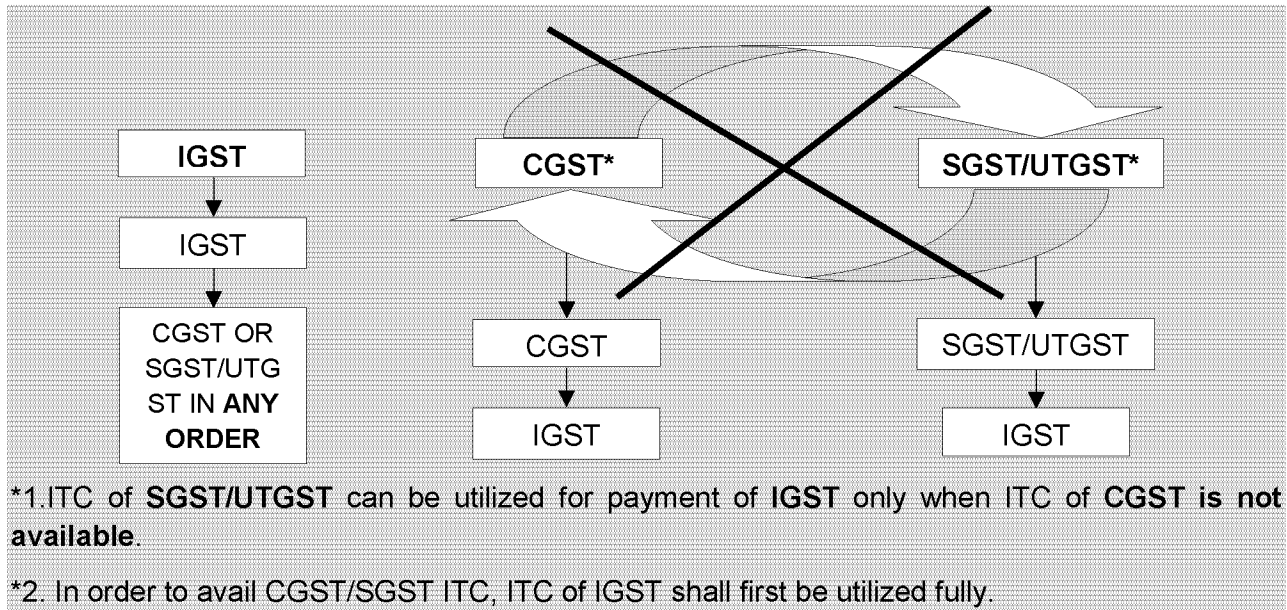 IGST
CGST*
SGST/UTGST*
IGST
CGST OR
SGST/UTG
ST IN ANY
ORDER
CGST
SGST/UTGST
IGST
IGST
*1.ITC of SGST/UTGST can be utilized for payment of IGST only when ITC of CGST is not
available.
*2. In order to avail CGST/SGST ITC, ITC of IGST shall first be utilized fully.